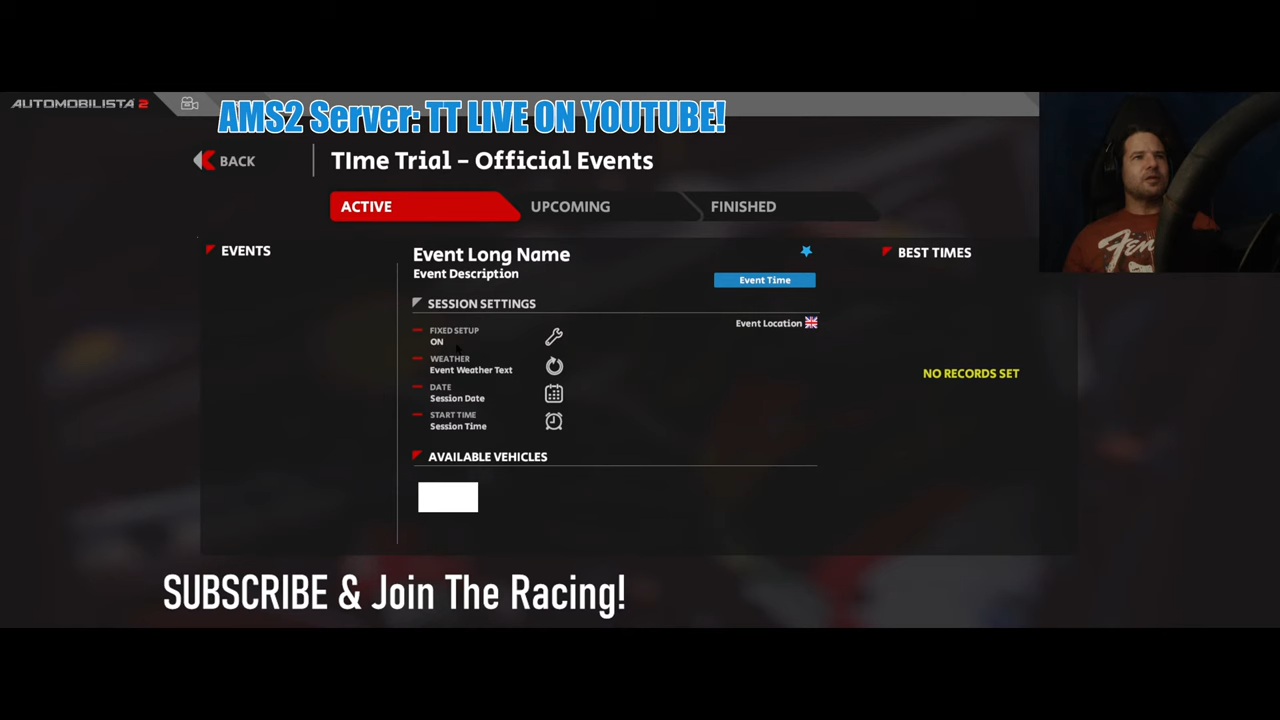 AUTOMOBILISTA 2
AMS2 Server: TT LIVE ON YOUTUBE!
BACK
TIme Trial - Official Events
ACTIVE
UPCOMING
FINISHED
EVENTS
Event Long Name
Event Description
Event Time
SESSION SETTINGS
Event Location
FIXED SETUP
ON
WEATHER
Event Weather Text
DATE
Session Date
START TIME
Session Time
AVAILABLE VEHICLES
BEST TIMES
NO RECORDS SET
Fender
SUBSCRIBE & Join The Racing!